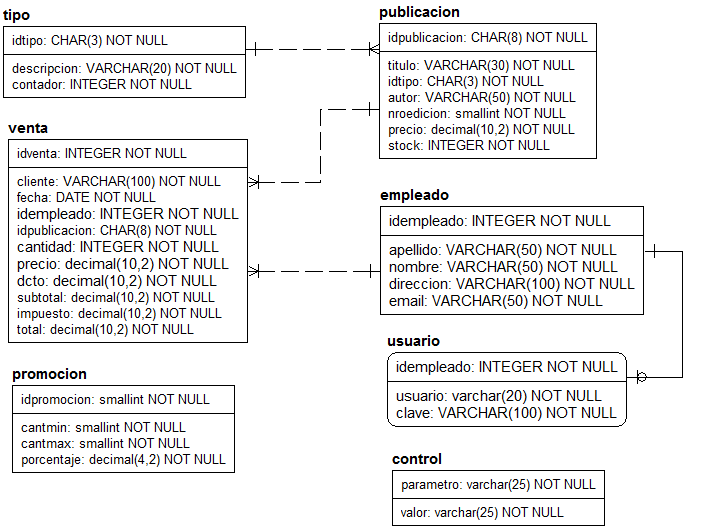 tipo
idtipo: CHAR(3) NOT NULL
descripcion: VARCHAR(20) NOT NULL
contador: INTEGER NOT NULL
publicacion
idpublicacion: CHAR(8) NOT NULL
titulo: VARCHAR(30) NOT NULL
idtipo: CHAR(3) NOT NULL
autor: VARCHAR(50) NOT NULL
nroedicion: smallint NOT NULL
precio: decimal(10,2) NOT NULL
stock: INTEGER NOT NULL
venta
idventa: INTEGER NOT NULL
cliente: VARCHAR(100) NOT NULL
fecha: DATE NOT NULL
idempleado: INTEGER NOT NULL
idpublicacion: CHAR(8) NOT NULL
cantidad: INTEGER NOT NULL
precio: decimal(10,2) NOT NULL
dcto: decimal(10,2) NOT NULL
subtotal: decimal(10,2) NOT NULL
impuesto: decimal(10,2) NOT NULL
total: decimal(10,2) NOT NULL
empleado
idempleado: INTEGER NOT NULL
apellido: VARCHAR(50) NOT NULL
nombre: VARCHAR(50) NOT NULL
direccion: VARCHAR(100) NOT NULL
email: VARCHAR(50) NOT NULL
usuario
idempleado: INTEGER NOT NULL
usuario: varchar(20) NOT NULL
clave: VARCHAR(100) NOT NULL
promocion
idpromocion: smallint NOT NULL
cantmin: smallint NOT NULL
cantmax: smallint NOT NULL
porcentaje: decimal(4,2) NOT NULL
control
parametro: varchar(25) NOT NULL
valor: varchar(25) NOT NULL